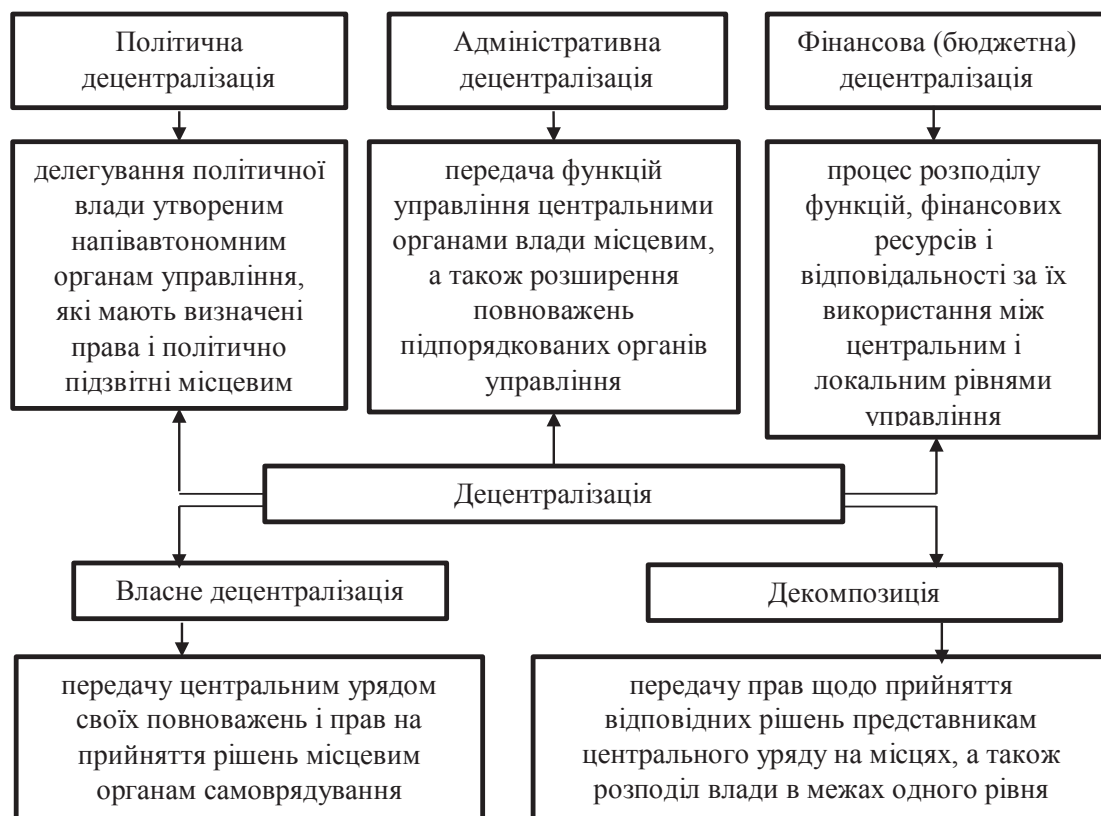 Політична
децентралізація
Адміністративна
децентралізація
Фінансова (бюджетна)
децентралізація
делегування політичної
влади утвореним
напівавтономним
органам управління,
які мають визначені
права і політично
підзвітні місцевим
передача функцій
управління центральними
органами влади місцевим,
а також розширення
повноважень
підпорядкованих органів
управління
процес розподілу
функцій, фінансових
ресурсів і
відповідальності за їх
використання між
центральним і
локальним рівнями
управління
Децентралізація
Власне децентралізація
Декомпозиція
передачу центральним урядом
своїх повноважень і прав на
прийняття рішень місцевим
органам самоврядування
передачу прав щодо прийняття
відповідних рішень представникам
центрального уряду на місцях, а також
розподіл влади в межах одного рівня